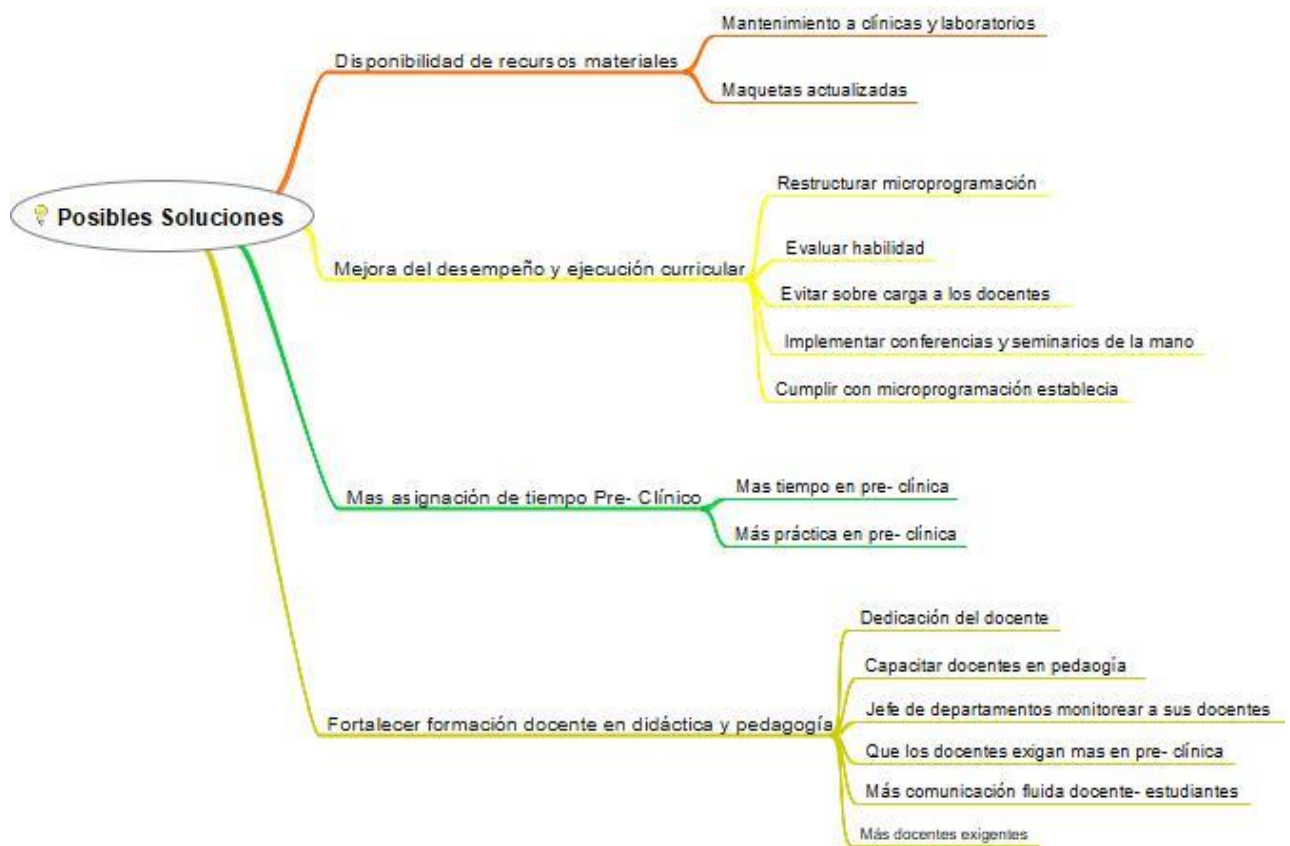 Posibles Soluciones
Disponibilidad de recursos materiales
Mantenimiento a clínicas y laboratorios
Maquetas actualizadas
Mejora del desempeño y ejecución curricular
Restructurar microprogramación
Evaluar habilidad
Evitar sobre carga a los docentes
Implementar conferencias y seminarios de la mano
Cumplir con microprogramación establecia
Mas asignación de tiempo Pre- Clínico
Mas tiempo en pre- clínica
Más práctica en pre- clínica
Fortalecer formación docente en didáctica y pedagogía
Dedicación del docente
Capacitar docentes en pedaogía
Jefe de departamentos monitorear a sus docentes
Que los docentes exigan mas en pre- clínica
Más comunicación fluida docente- estudiantes
Más docentes exigentes